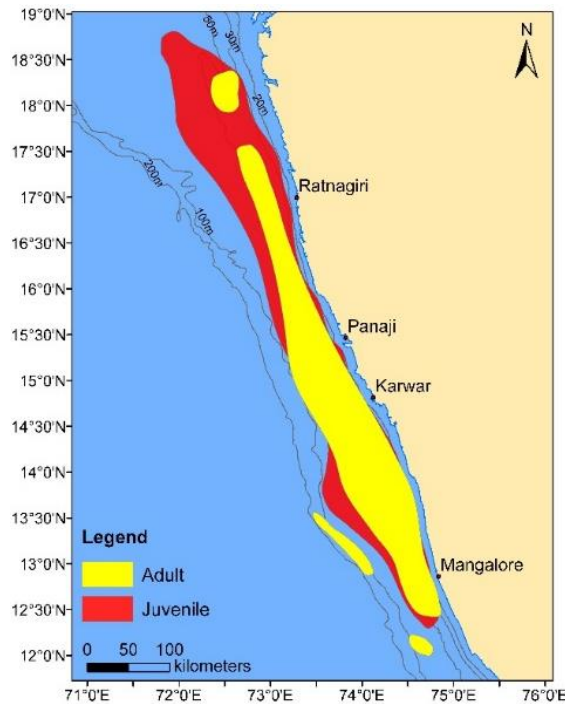 19°0'N
18°30'N
18°0'N
17°30'N
17°0'N
16°30'N
16°0'N
15°30'N
15°0'N
14°30'N
14°0'N
13°30'N
13°0'N
12°30'N
12°0'N
50m
30m
20m
200m
100m
N
Ratnagiri
Panaji
Karwar
Mangalore
Legend
Adult
Juvenile
0 50 100
kilometers
71°0'E 72°0'E 73°0'E 74°0'E 75°0'E 76°0'E